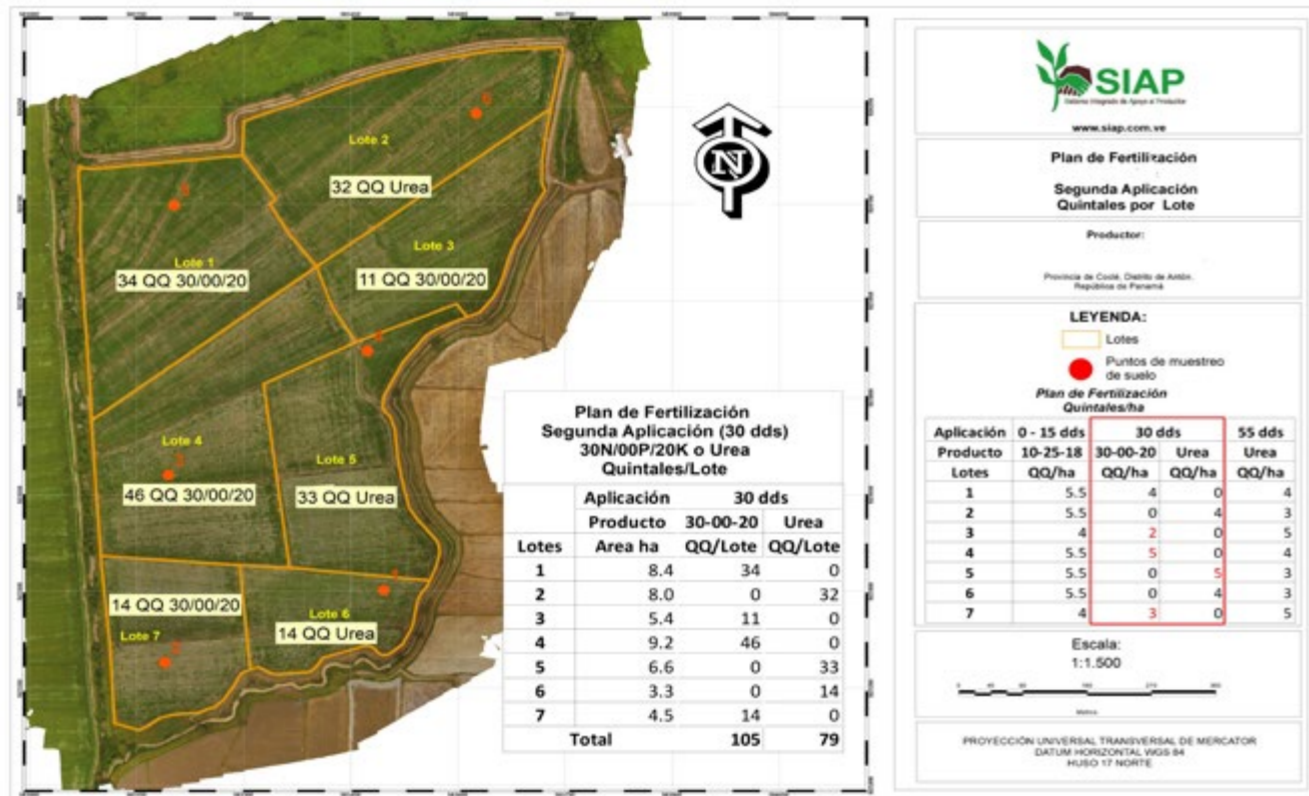 Lote 2
32 QQ Urea
Lote 1
34 QQ 30/00/20
Lote 3
11 QQ 30/00/20
Lote 4
46 QQ 30/00/20
Lote 5
33 QQ Urea
14 QQ 30/00/20
Lote 7
Lote 6
14 QQ Urea
N
Plan de Fertilización
Segunda Aplicación (30 dds)
30N/00P/20K o Urea
Quintales/Lote
Aplicación 30 dds
Producto 30-00-20 Urea
Lotes Area ha QQ/Lote QQ/Lote
1 8.4 34 0
2 8.0 0 32
3 5.4 11 0
4 9.2 46 0
5 6.6 0 33
6 3.3 0 14
7 4.5 14 0
Total 105 79
SIAP
Sistema Integrado de Apoyo al Productor
www.siap.com.ve
Plan de Fertilización
Segunda Aplicación
Quintales por Lote
Productor:
Provincia de Coclé, Distrito de Antón.
República de Panamá
LEYENDA:
Lotes
Puntos de muestreo
de suelo
Plan de Fertilización
Quintales/ha
Aplicación 0 - 15 dds 30 dds 55 dds
Producto 10-25-18 30-00-20 Urea Urea
Lotes QQ/ha QQ/ha QQ/ha QQ/ha
1 5.5 4 0 4
2 5.5 0 4 3
3 4 2 0 5
4 5.5 5 0 4
5 5.5 0 5 3
6 5.5 0 4 3
7 4 3 0 5
Escala:
1:1.500
Metros
PROYECCIÓN UNIVERSAL TRANSVERSAL DE MERCATOR
DATUM HORIZONTAL WGS 84
HUSO 17 NORTE